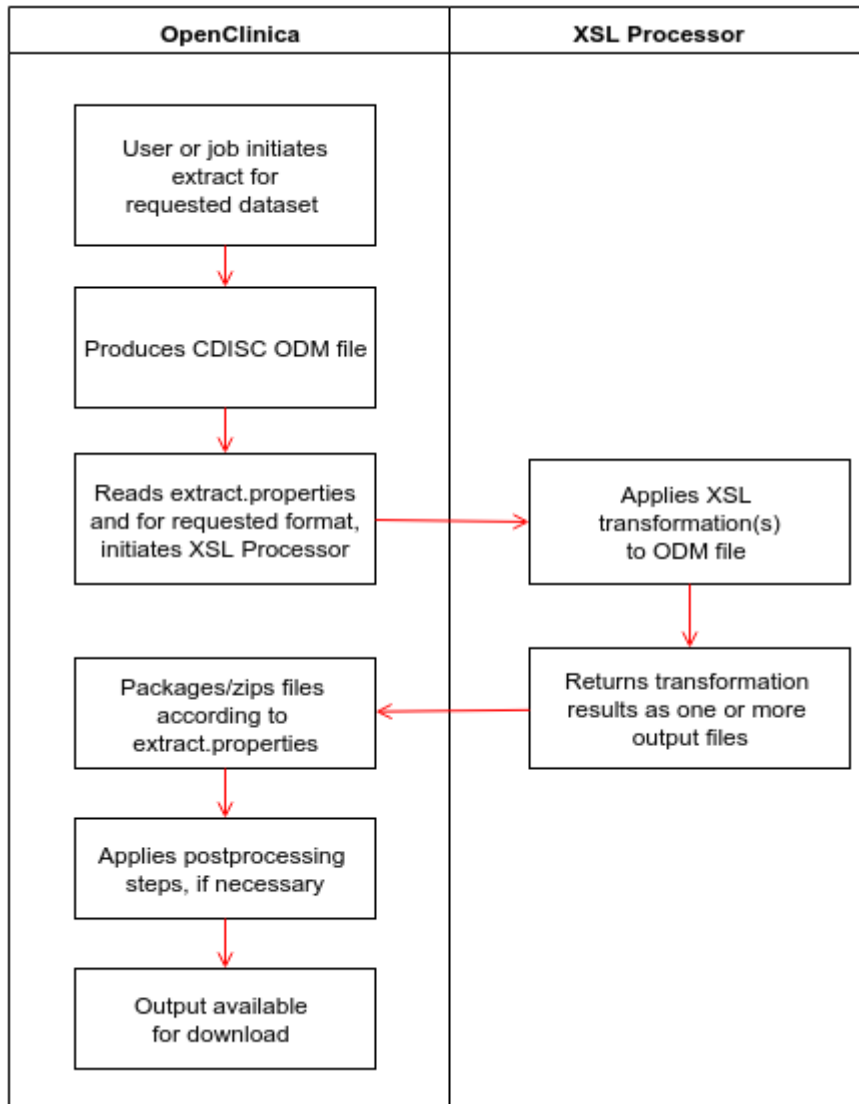 OpenClinica
XSL Processor
User or job initiates
extract for
requested dataset
Produces CDISC ODM file
Reads extract.properties
and for requested format,
initiates XSL Processor
Applies XSL
transformation(s)
to ODM file
Returns transformation
results as one or more
output files
Packages/zips files
according to
extract.properties
Applies postprocessing
steps, if necessary
Output available
for download